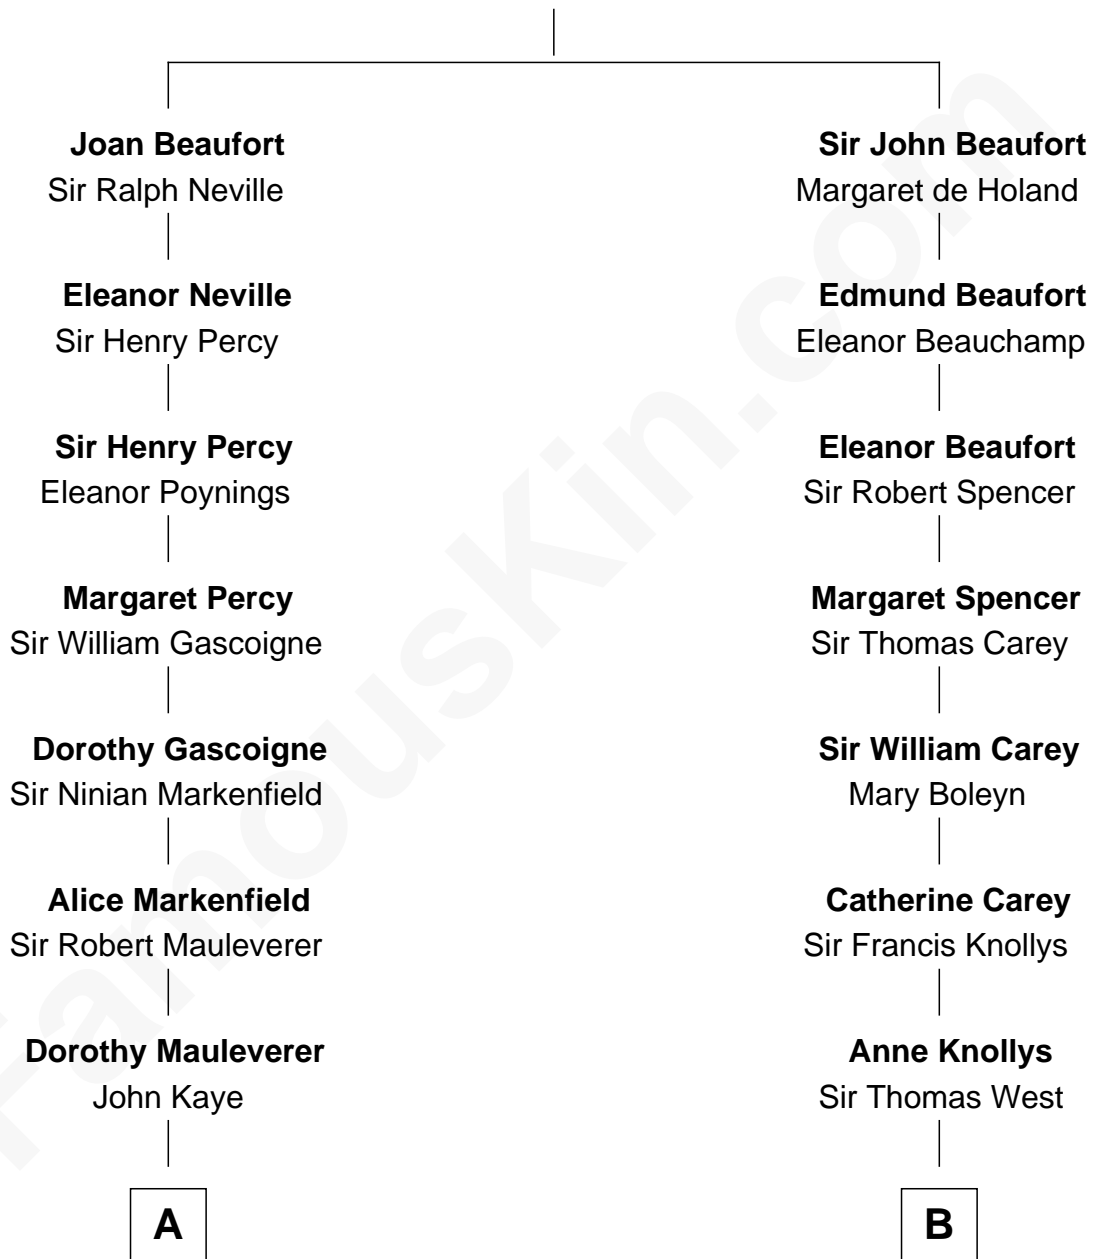 Joan Beaufort
Sir Ralph Neville
Eleanor Neville
Sir Henry Percy
Sir Henry Percy
Eleanor Poynings
Margaret Percy
Sir William Gascoigne
Dorothy Gascoigne
Sir Ninian Markenfield
Alice Markenfield
Sir Robert Mauleverer
Dorothy Mauleverer
John Kaye
A
Sir John Beaufort
Margaret de Holand
Edmund Beaufort
Eleanor Beauchamp
Eleanor Beaufort
Sir Robert Spencer
Margaret Spencer
Sir Thomas Carey
Sir William Carey
Mary Boleyn
Catherine Carey
Sir Francis Knollys
Anne Knollys
Sir Thomas West
B
FamousKin.com